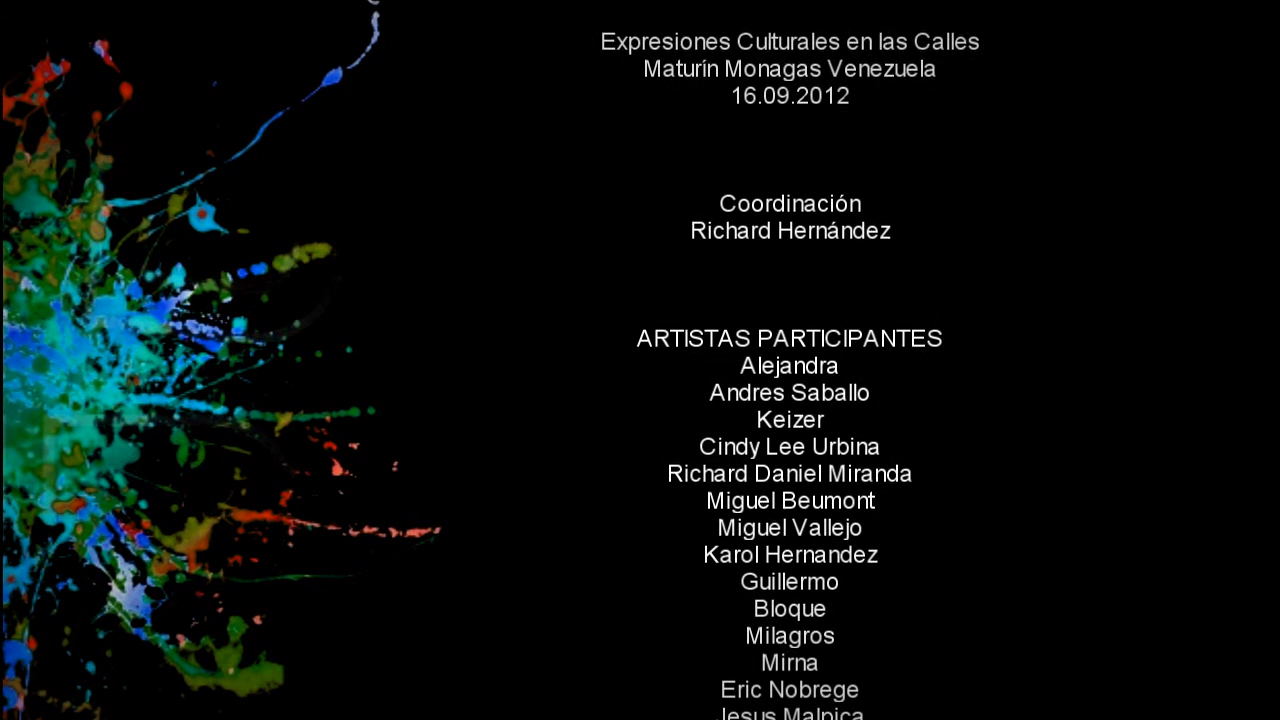 Expresiones Culturales en las Calles
Maturín Monagas Venezuela
16.09.2012
Coordinación
Richard Hernández
ARTISTAS PARTICIPANTES
Alejandra
Andres Saballo
Keizer
Cindy Lee Urbina
Richard Daniel Miranda
Miguel Beumont
Miguel Vallejo
Karol Hernandez
Guillermo
Bloque
Milagros
Mirna
Eric Nobrege
Jesus Malpica